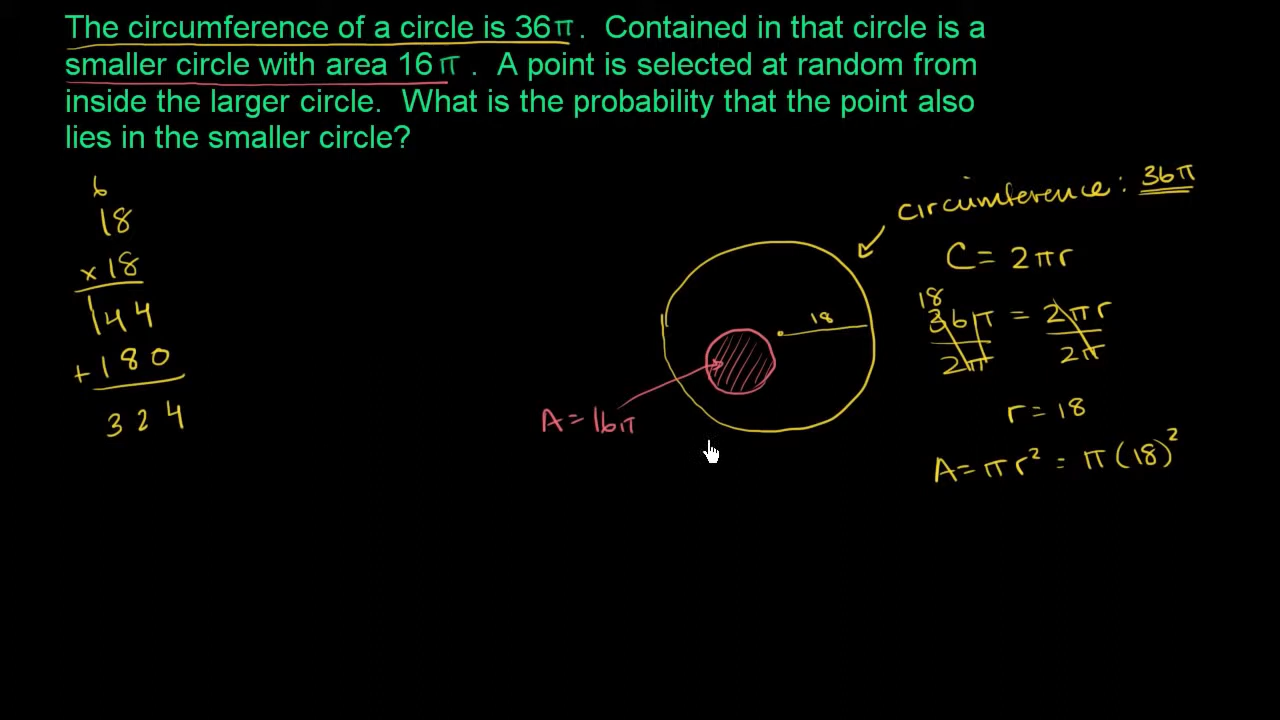 The circumference of a circle is 36π. Contained in that circle is a
smaller circle with area 16π. A point is selected at random from
inside the larger circle. What is the probability that the point also
lies in the smaller circle?
6
18
x 18
144
+ 180
324
A = 16π
18
circumference: 36π
C = 2πr
18
36π = 2πr
2π 2π
r = 18
A = πr² = π(18)²